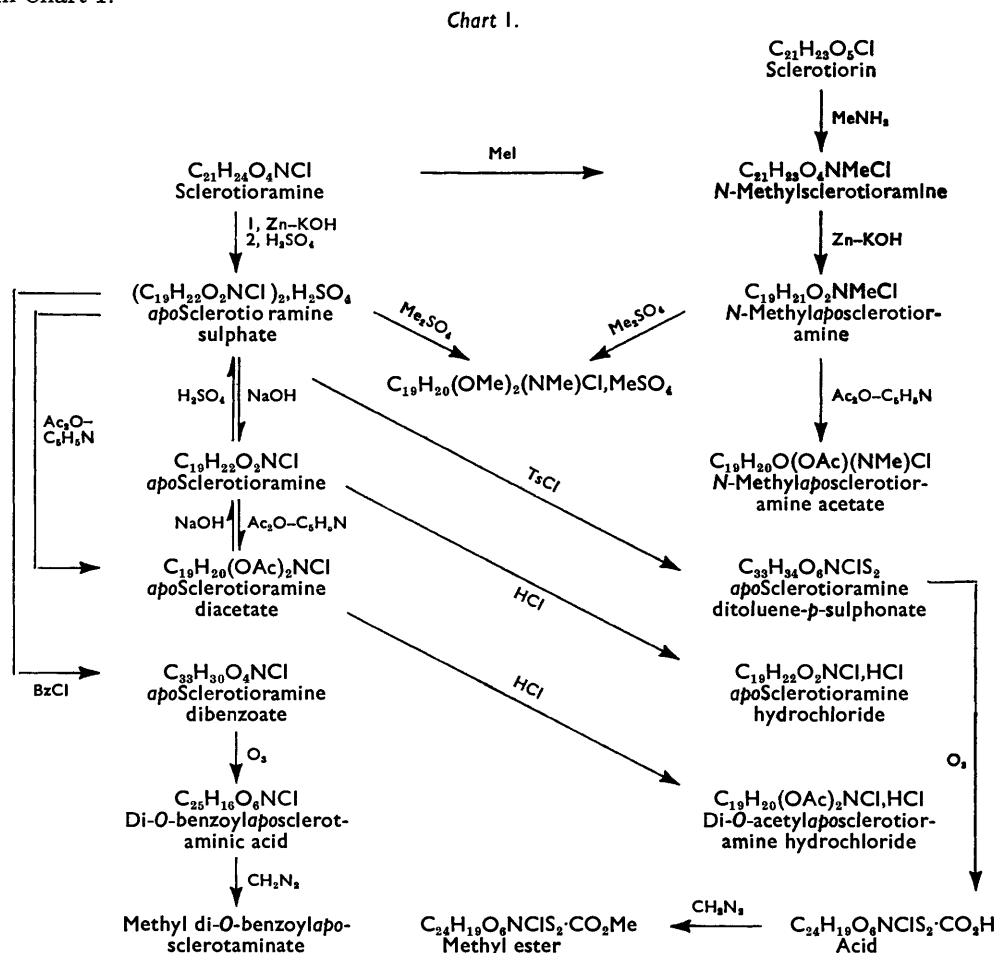 in Chart 1.
Chart 1.
C₂₁H₂₃O₅Cl
Sclerotiorin
MeNH₂
C₂₁H₂₄O₄NCl
Sclerotioramine
MeI
C₂₁H₂₃O₄NMeCl
N-Methylsclerotioramine
1, Zn–KOH
2, H₂SO₄
Zn–KOH
(C₁₉H₂₂O₂NCl)₂,H₂SO₄
apoSclerotio ramine
sulphate
Me₂SO₄
Me₂SO₄
C₁₉H₂₁O₂NMeCl
N-Methylaposclerotior-
amine
C₁₉H₂₀(OMe)₂(NMe)Cl,MeSO₄
H₂SO₄
NaOH
Ac₂O–
C₅H₅N
Ac₂O–C₅H₅N
C₁₉H₂₂O₂NCl
apoSclerotioramine
TsCl
C₁₉H₂₀O(OAc)(NMe)Cl
N-Methylaposclerotior-
amine acetate
NaOH
Ac₂O–C₅H₅N
C₁₉H₂₀(OAc)₂NCl
apoSclerotioramine
diacetate
HCl
C₃₃H₃₄O₆NClS₂
apoSclerotioramine
ditoluene-p-sulphonate
BzCl
C₃₃H₃₀O₄NCl
apoSclerotioramine
dibenzoate
HCl
C₁₉H₂₂O₂NCl,HCl
apoSclerotioramine
hydrochloride
O₃
O₃
C₂₅H₁₆O₆NCl
Di-O-benzoylaposclerot-
aminic acid
C₁₉H₂₀(OAc)₂NCl,HCl
Di-O-acetylaposclerotior-
amine hydrochloride
CH₂N₂
Methyl di-O-benzoylapo-
sclerotaminate
C₂₄H₁₉O₆NClS₂·CO₂Me
Methyl ester
CH₂N₂
C₂₄H₁₉O₆NClS₂·CO₂H
Acid